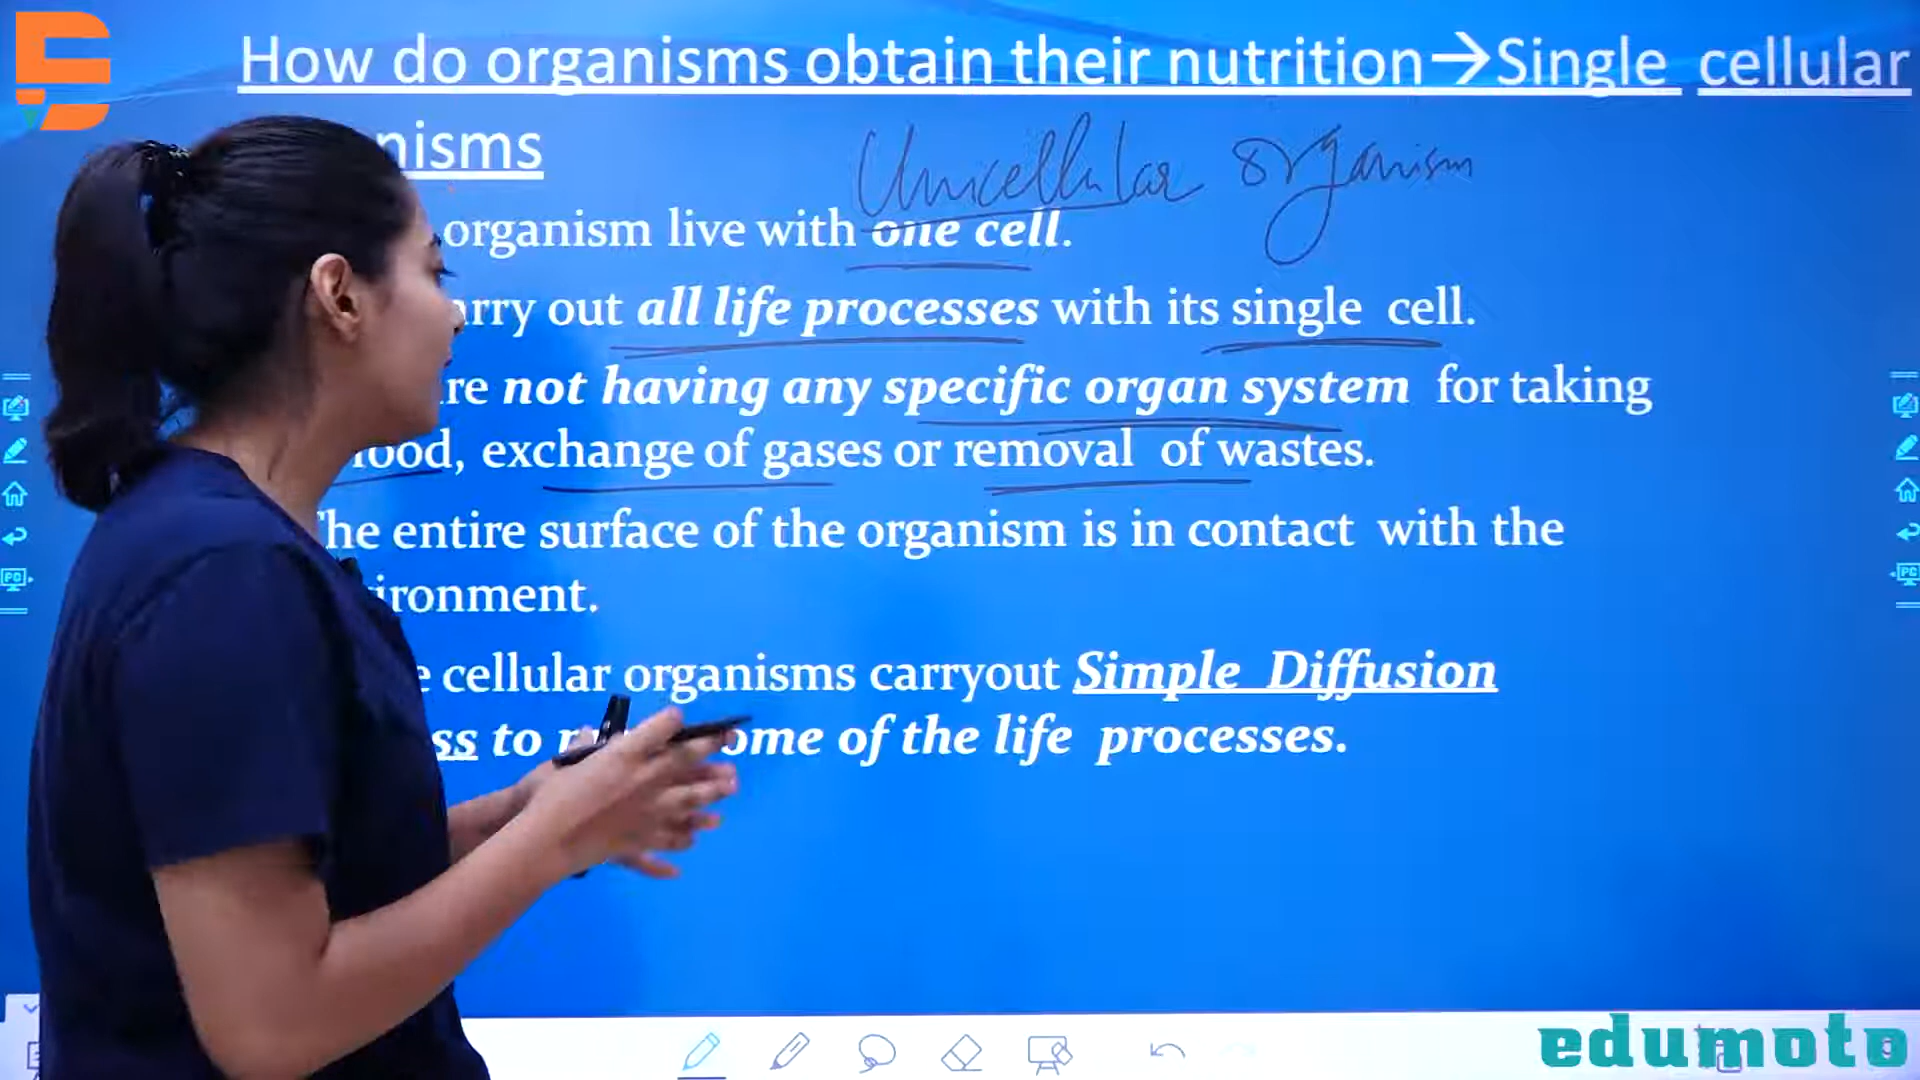 How do organisms obtain their nutrition→Single cellular
nisms
Unicellular organism
organism live with one cell.
arry out all life processes with its single cell.
re not having any specific organ system for taking
food, exchange of gases or removal of wastes.
The entire surface of the organism is in contact with the
ironment.
e cellular organisms carryout Simple Diffusion
ss to ome of the life processes.
edumoto